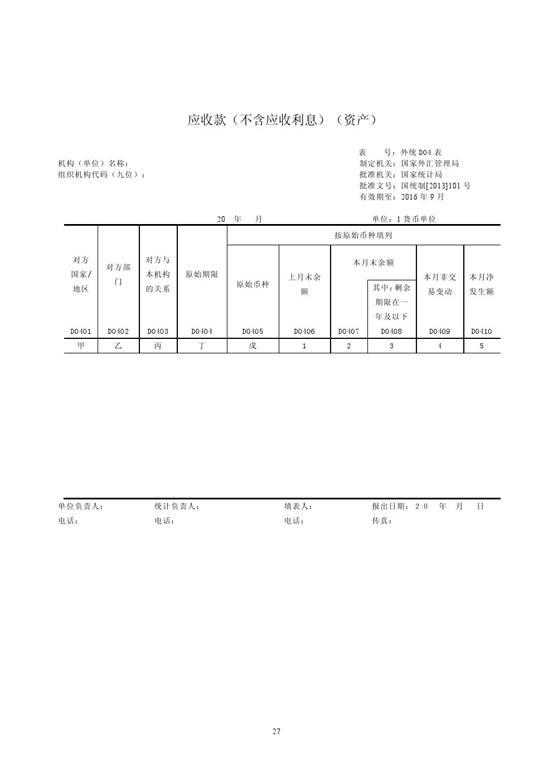 应收款（不含应收利息）（资产）
表 号：外统 D04 表
机构（单位）名称： 制定机关：国家外汇管理局
组织机构代码（九位）： 批准机关：国家统计局
批准文号：国统制[2013]101 号
有效期至：2016 年 9 月
20 年 月 单位：1 货币单位
按原始币种填列
对方国家/地区 对方部门 对方与本机构的关系 原始期限 原始币种 上月末余额 本月末余额 其中：剩余期限在一年及以下 本月非交易变动 本月净发生额
D0401 D0402 D0403 D0404 D0405 D0406 D0407 D0408 D0409 D0410
甲 乙 丙 丁 戊 1 2 3 4 5
单位负责人： 统计负责人： 填表人： 报出日期：20 年 月 日
电话： 电话： 电话： 传真：
27